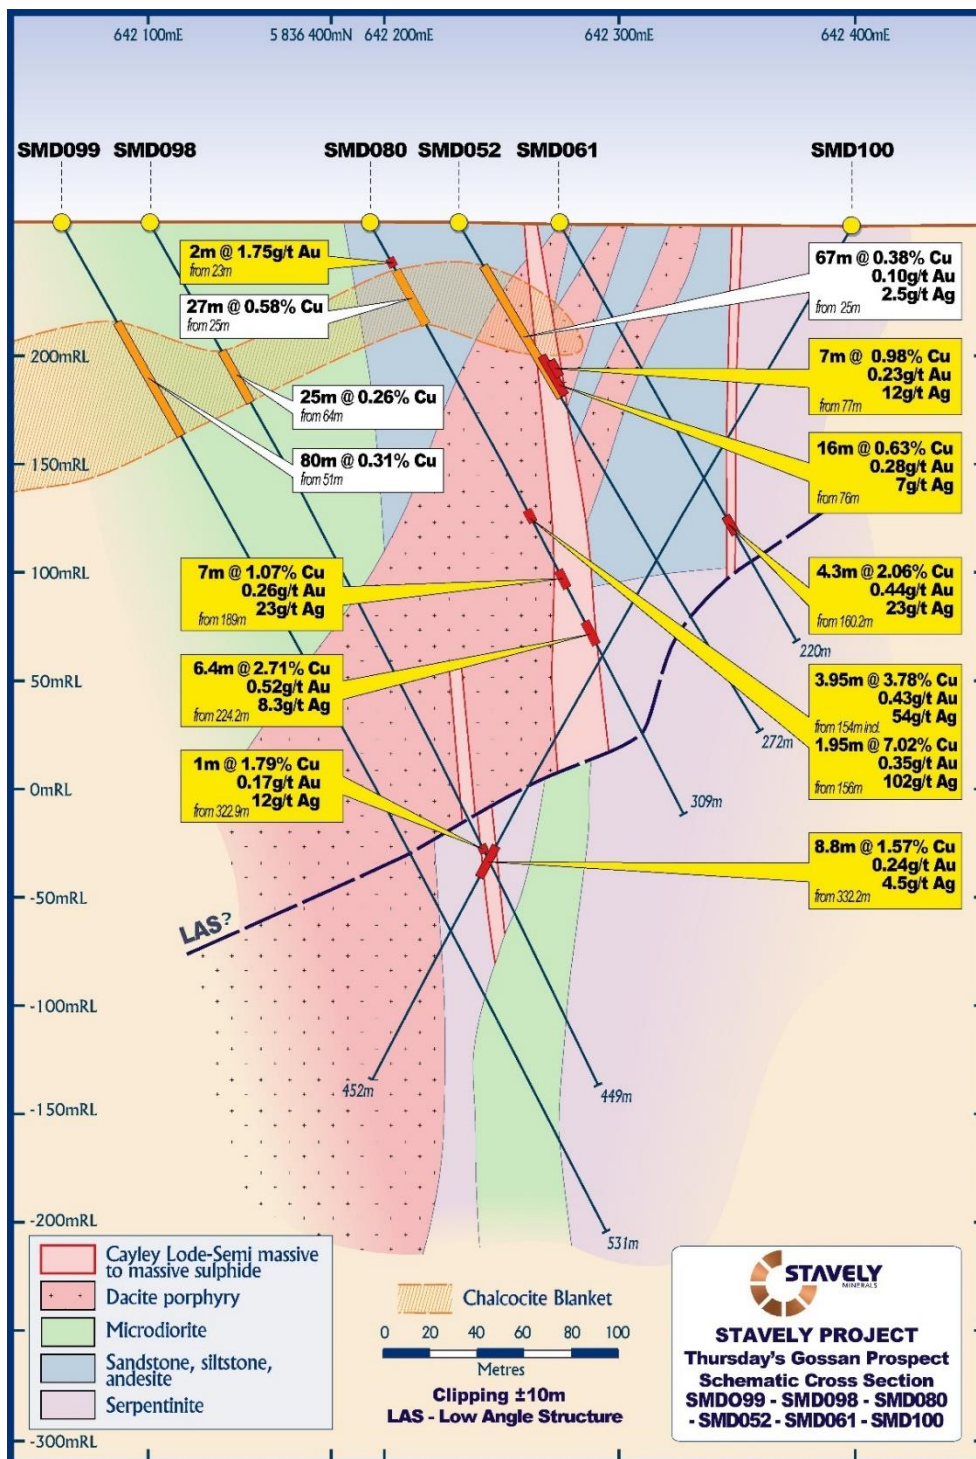 642 100mE
5 836 400mN
642 200mE
642 300mE
642 400mE
SMD099
SMD098
SMD080
SMD052
SMD061
SMD100
2m @ 1.75g/t Au
from 23m
27m @ 0.58% Cu
from 25m
67m @ 0.38% Cu
0.10g/t Au
2.5g/t Ag
from 25m
200mRL
7m @ 0.98% Cu
0.23g/t Au
12g/t Ag
from 77m
25m @ 0.26% Cu
from 64m
80m @ 0.31% Cu
from 51m
16m @ 0.63% Cu
0.28g/t Au
7g/t Ag
from 76m
150mRL
100mRL
7m @ 1.07% Cu
0.26g/t Au
23g/t Ag
from 189m
4.3m @ 2.06% Cu
0.44g/t Au
23g/t Ag
from 160.2m
220m
6.4m @ 2.71% Cu
0.52g/t Au
8.3g/t Ag
from 224.2m
50mRL
3.95m @ 3.78% Cu
0.43g/t Au
54g/t Ag
from 154m incl.
1.95m @ 7.02% Cu
0.35g/t Au
102g/t Ag
from 156m
272m
1m @ 1.79% Cu
0.17g/t Au
12g/t Ag
from 322.9m
0mRL
309m
8.8m @ 1.57% Cu
0.24g/t Au
4.5g/t Ag
from 332.2m
-50mRL
LAS?
-100mRL
452m
449m
-150mRL
-200mRL
531m
Cayley Lode-Semi massive
to massive sulphide
Dacite porphyry
Microdiorite
Sandstone, siltstone,
andesite
Serpentinite
-300mRL
Chalcocite Blanket
0 20 40 60 80 100
Metres
Clipping ±10m
LAS - Low Angle Structure
STAVELY
MINERALS
STAVELY PROJECT
Thursday's Gossan Prospect
Schematic Cross Section
SMDO99 - SMD098 - SMD080
- SMD052 - SMD061 - SMD100